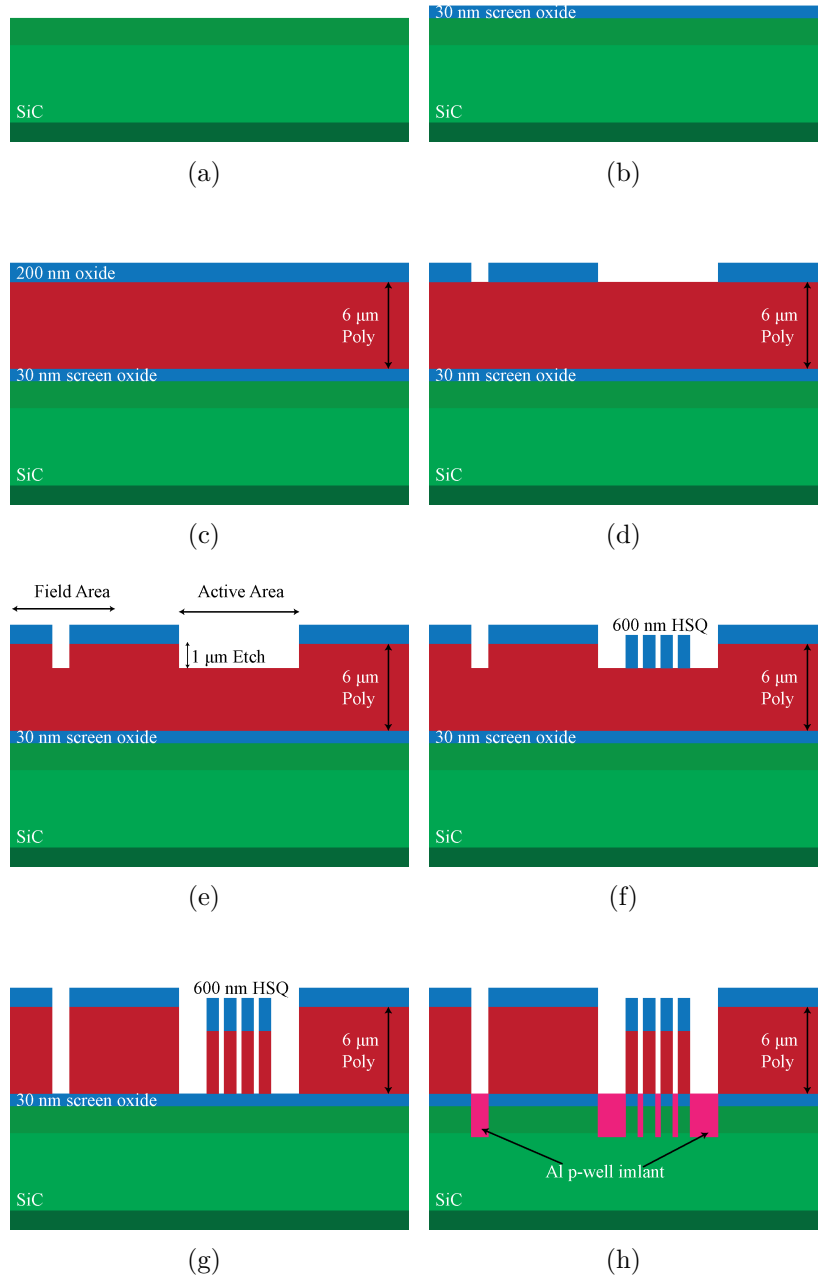 30 nm screen oxide
SiC
SiC
(a)
(b)
200 nm oxide
6 μm
Poly
30 nm screen oxide
SiC
6 μm
Poly
30 nm screen oxide
SiC
(c)
(d)
Field Area
Active Area
1 μm Etch
6 μm
Poly
30 nm screen oxide
SiC
600 nm HSQ
6 μm
Poly
30 nm screen oxide
SiC
(e)
(f)
600 nm HSQ
6 μm
Poly
30 nm screen oxide
SiC
6 μm
Poly
Al p-well imlant
SiC
(g)
(h)